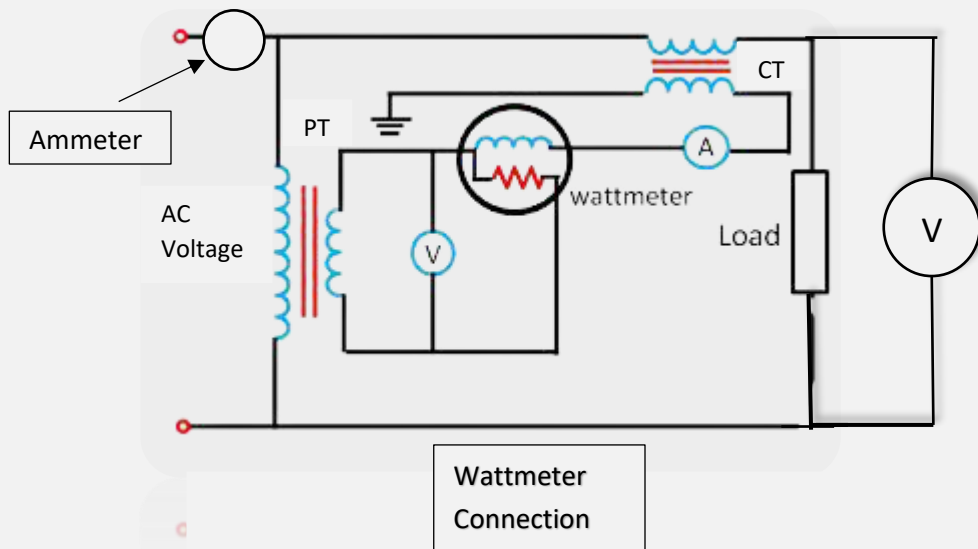 CT
Ammeter
PT
A
wattmeter
AC
Voltage
V
Load
V
Wattmeter
Connection